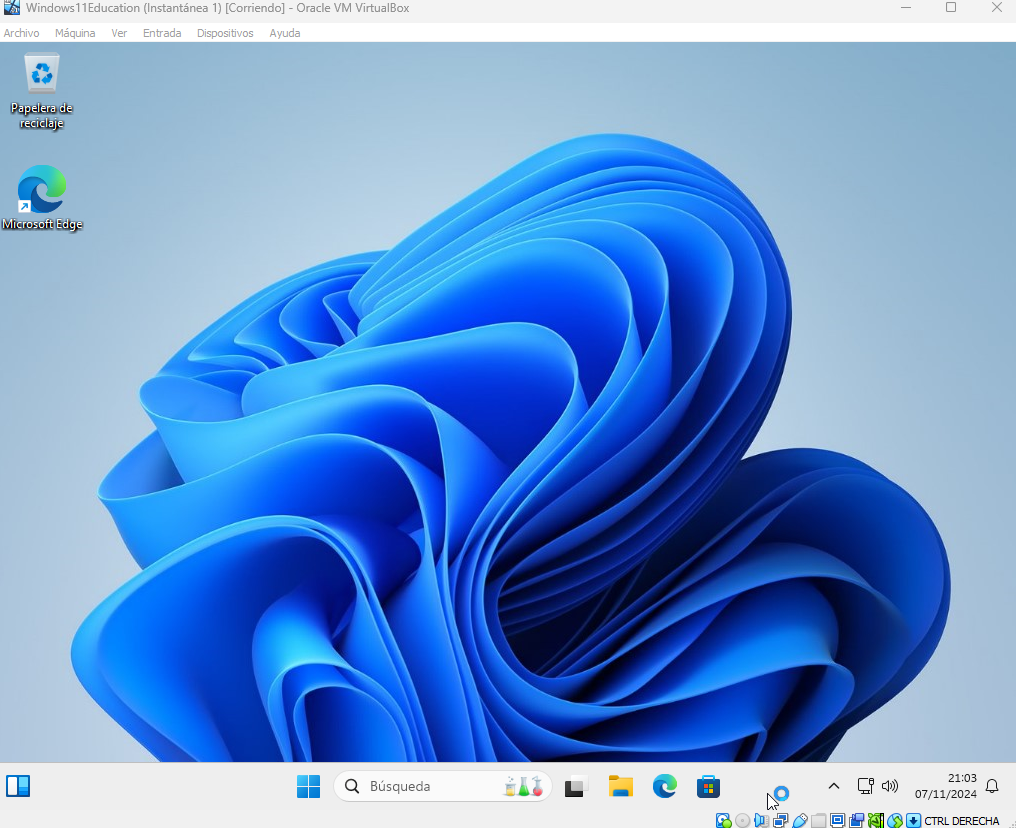 Windows11Education (Instantánea 1) [Corriendo] - Oracle VM VirtualBox
Archivo Máquina Ver Entrada Dispositivos Ayuda
Papelera de
reciclaje
Microsoft Edge
Búsqueda
21:03
07/11/2024
CTRL DERECHA